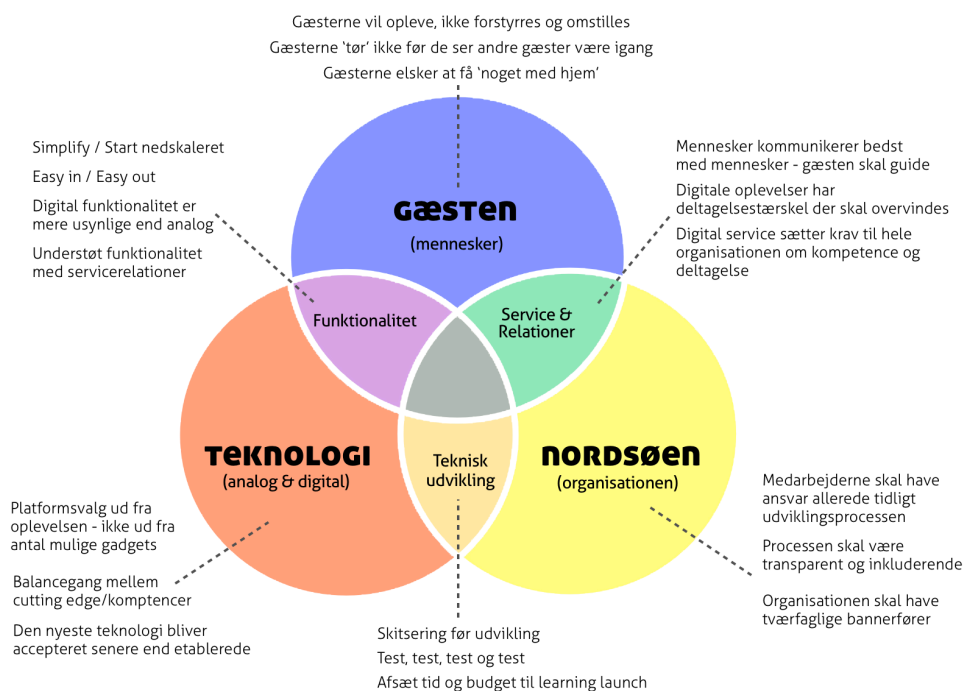 Gæsterne vil opleve, ikke forstyrres og omstilles
Gæsterne 'tør' ikke før de ser andre gæster være igang
Gæsterne elsker at få 'noget med hjem'
Simplify / Start nedskaleret
Easy in / Easy out
Digital funktionalitet er
mere usynlige end analog
Understøt funktionalitet
med servicerelationer
Mennesker kommunikerer bedst
med mennesker - gæsten skal guide
Digitale oplevelser har
deltagelsestærskel der skal overvindes
Digital service sætter krav til hele
organisationen om kompetence og
deltagelse
Gæsten
(mennesker)
Funktionalitet
Service &
Relationer
Teknologi
(analog & digital)
Teknisk
udvikling
Nordsøen
(organisationen)
Platformsvalg ud fra
oplevelsen - ikke ud fra
antal mulige gadgets
Balancegang mellem
cutting edge/komptencer
Den nyeste teknologi bliver
accepteret senere end etablerede
Medarbejderne skal have
ansvar allerede tidligt
udviklingsprocessen
Processen skal være
transparent og inkluderende
Organisationen skal have
tværfaglige bannerfører
Skitsering før udvikling
Test, test, test og test
Afsæt tid og budget til learning launch